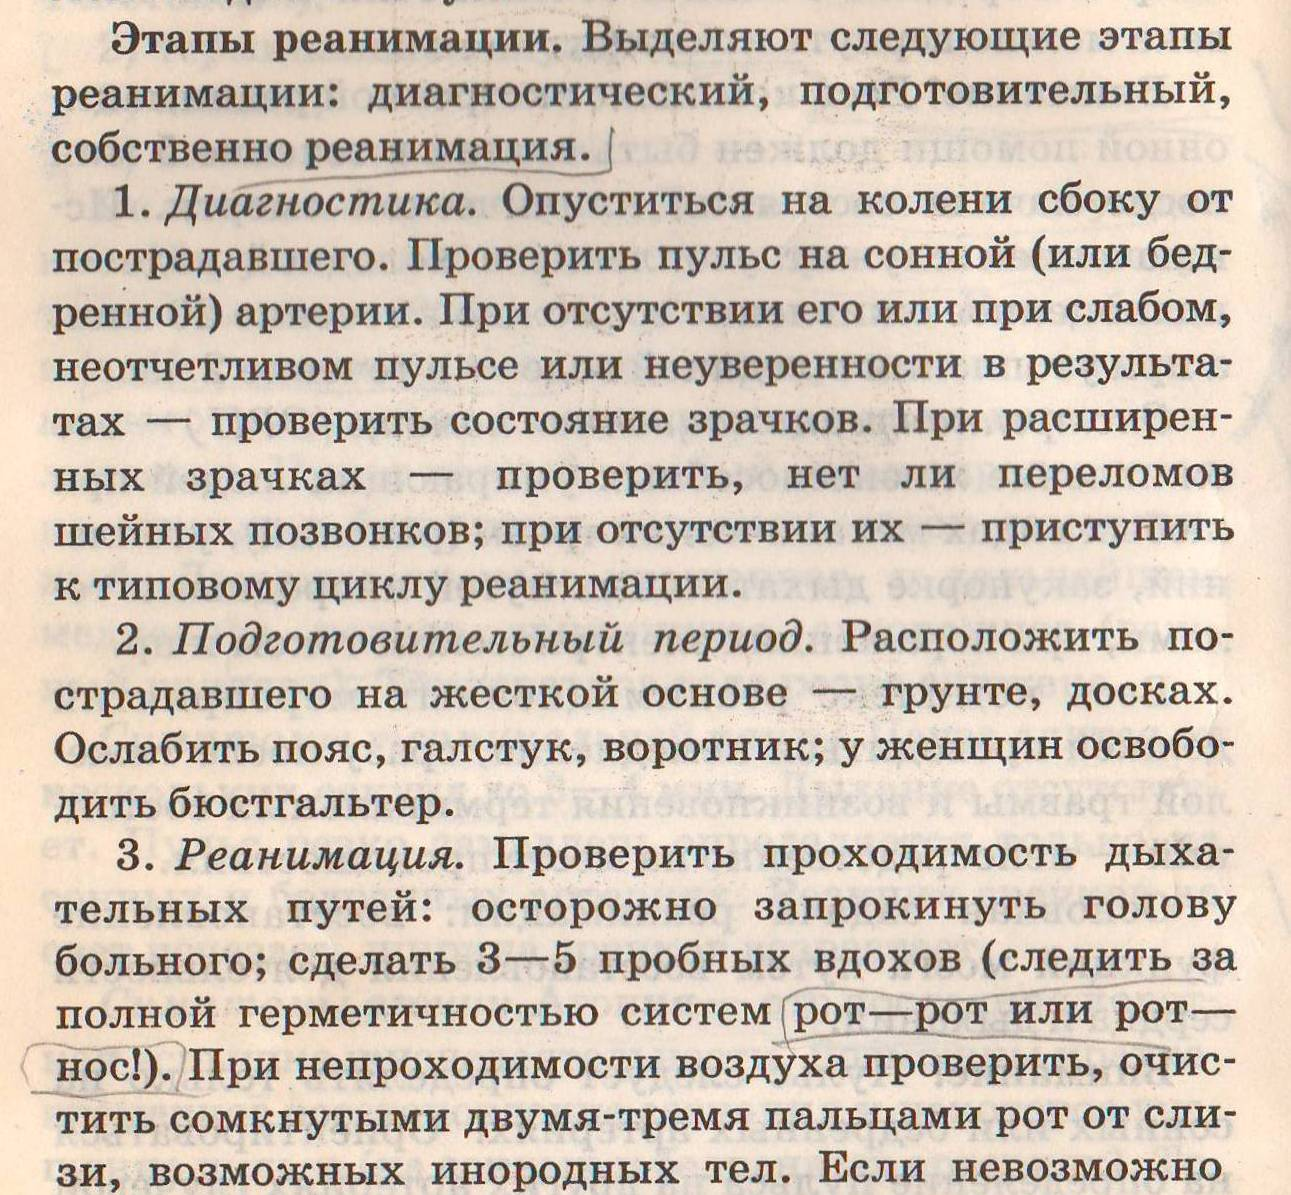 Этапы реанимации. Выделяют следующие этапы
реанимации: диагностический, подготовительный,
собственно реанимация.
1. Диагностика. Опуститься на колени сбоку от
пострадавшего. Проверить пульс на сонной (или бед-
ренной) артерии. При отсутствии его или при слабом,
неотчетливом пульсе или неуверенности в результа-
тах — проверить состояние зрачков. При расширен-
ных зрачках — проверить, нет ли переломов
шейных позвонков; при отсутствии их — приступить
к типовому циклу реанимации.
2. Подготовительный период. Расположить по-
страдавшего на жесткой основе — грунте, досках.
Ослабить пояс, галстук, воротник; у женщин освобо-
дить бюстгальтер.
3. Реанимация. Проверить проходимость дыха-
тельных путей: осторожно запрокинуть голову
больного; сделать 3—5 пробных вдохов (следить за
полной герметичностью систем рот—рот или рот—
нос!). При непроходимости воздуха проверить, очис-
тить сомкнутыми двумя-тремя пальцами рот от сли-
зи, возможных инородных тел. Если невозможно